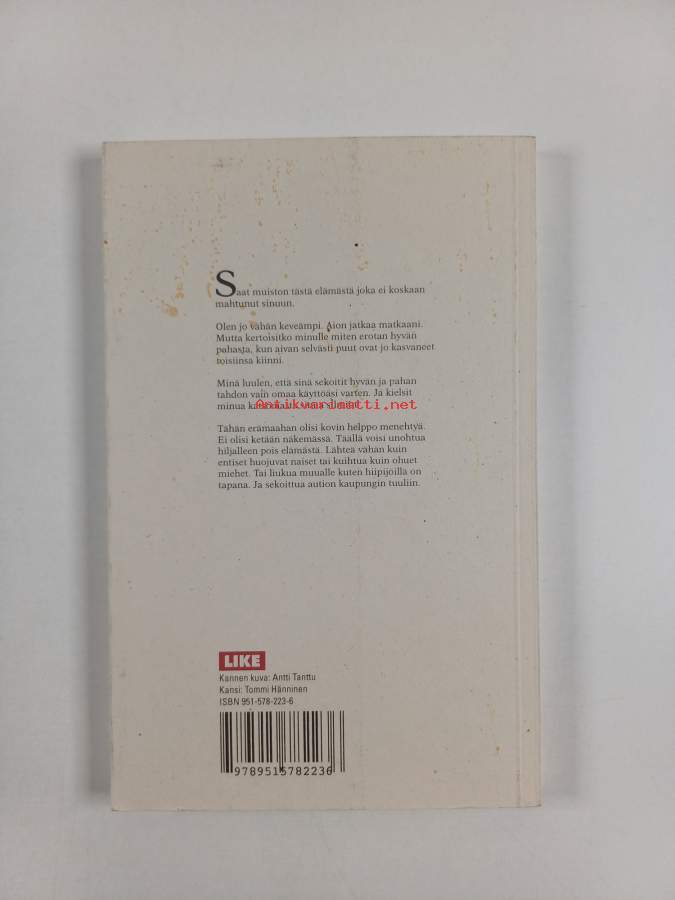 Saat muiston tästä elämästä joka ei koskaan
mahtunut sinuun.
Olen jo vähän keveämpi. Aion jatkaa matkaani.
Mutta kertoisitko minulle miten erotan hyvän
pahasta, kun aivan selvästi puut ovat jo kasvaneet
toisiinsa kiinni.
Minä luulen, että sinä sekoitit hyvän ja pahan
tahdon vain omaa käyttöäsi varten. Ja kielsit
minua
Antikvariaatti.net
Tähän erämaahan olisi kovin helppo menehtyä.
Ei olisi ketään näkemässä. Täällä voisi unohtua
hiljalleen pois elämästä. Lähteä vähän kuin
entiset huojuvat naiset tai kuihtua kuin ohuet
miehet. Tai liukua muualle kuten hiipijöillä on
tapana. Ja sekoittua aution kaupungin tuuliin.
LIKE
Kannen kuva: Antti Tanttu
Kansi: Tommi Hänninen
ISBN 951-578-223-6
9789515782236